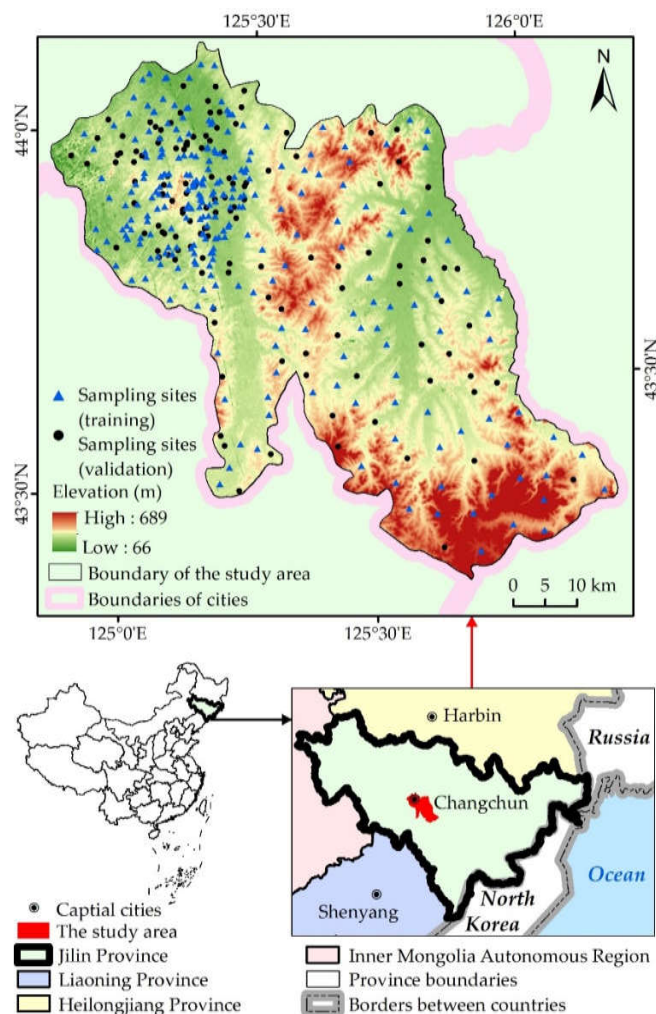 125°30'E
126°0'E
N
44°0'N
43°30'N
Sampling sites
(training)
Sampling sites
(validation)
Elevation (m)
High : 689
Low : 66
Boundary of the study area
Boundaries of cities
43°30'N
0 5 10 km
125°0'E
125°30'E
Harbin
Russia
Changchun
Ocean
Shenyang
North
Korea
Captial cities
The study area
Jilin Province
Liaoning Province
Heilongjiang Province
Inner Mongolia Autonomous Region
Province boundaries
Borders between countries